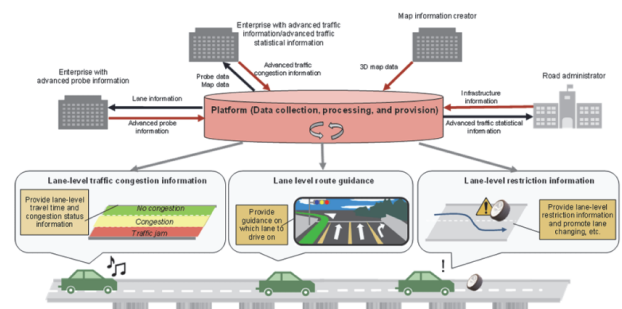 Map information creator
Enterprise with advanced traffic
information/advanced traffic
statistical information
Enterprise with
advanced probe information
Advanced traffic
congestion information
Probe data
Map data
3D map data
Road administrator
Lane information
Infrastructure
information
Platform (Data collection, processing, and provision)
Advanced probe
information
Advanced traffic statistical
information
Lane-level traffic congestion information
Provide lane-level
travel time and
congestion status
information
No congestion
Congestion
Traffic jam
Lane level route guidance
Provide
guidance on
which lane to
drive on
Lane-level restriction information
!
Provide lane-level
restriction information
and promote lane
changing, etc.
!